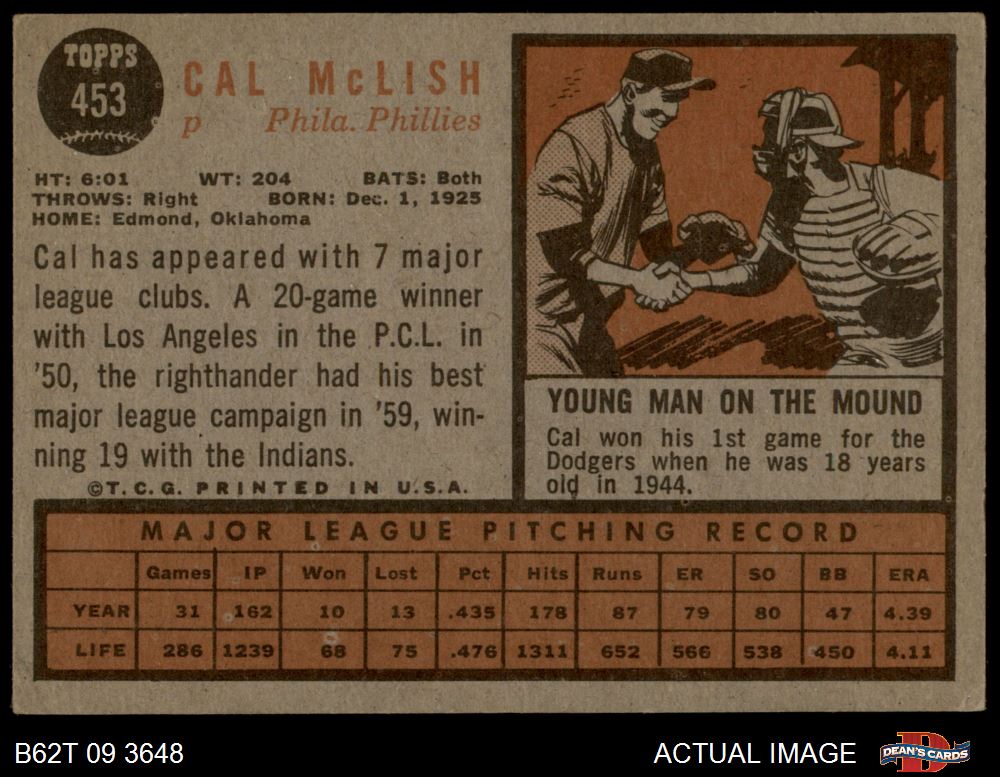 TOPPS
453
CAL McLISH
p Phila. Phillies
HT: 6:01 WT: 204 BATS: Both
THROWS: Right BORN: Dec. 1, 1925
HOME: Edmond, Oklahoma
Cal has appeared with 7 major
league clubs. A 20-game winner
with Los Angeles in the P.C.L. in
'50, the righthander had his best
major league campaign in '59, win-
ning 19 with the Indians.
©T.C.G. PRINTED IN U.S.A.
YOUNG MAN ON THE MOUND
Cal won his 1st game for the
Dodgers when he was 18 years
old in 1944.
MAJOR LEAGUE PITCHING RECORD
Games IP Won Lost Pct Hits Runs ER SO BB ERA
YEAR 31 162 10 13 .435 178 87 79 80 47 4.39
LIFE 286 1239 68 75 .476 1311 652 566 538 450 4.11
B62T 09 3648
ACTUAL IMAGE
DEAN'S CARDS